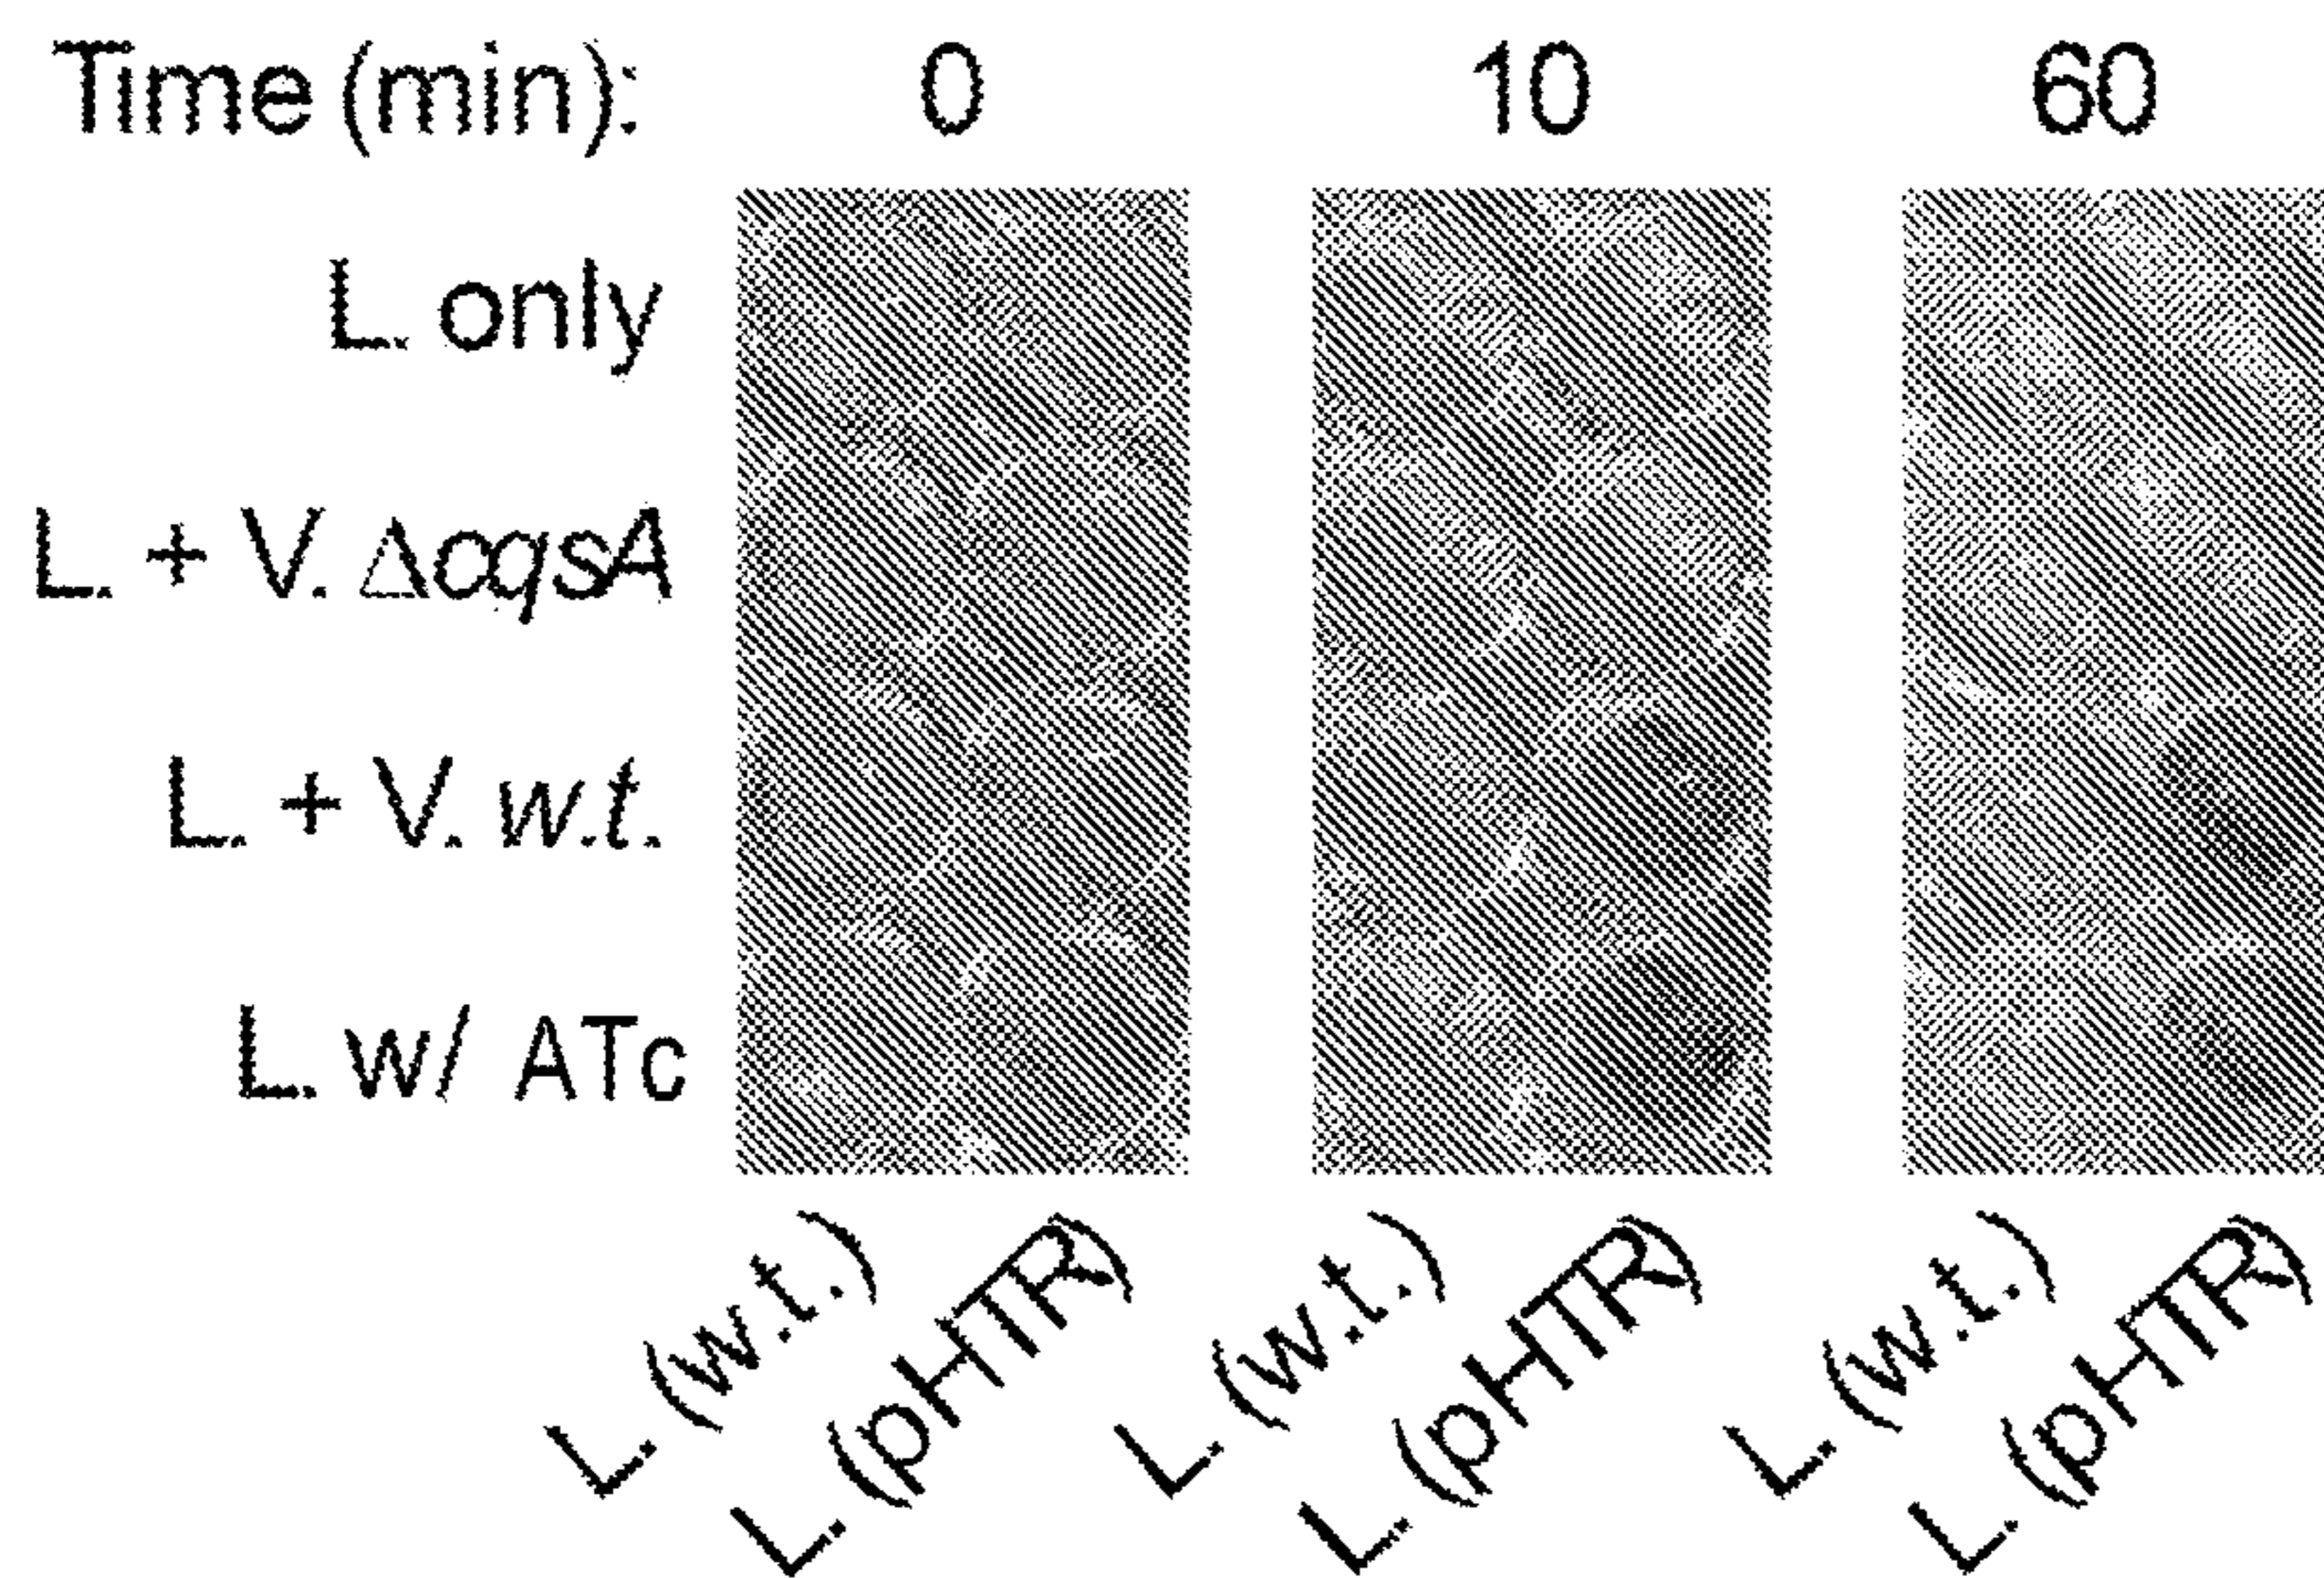 Time (min): 0 10 60
L. only
L. + V. ΔcqsA
L. + V. w.t.
L. w/ ATc
L. (w.t.) L. (pHTR) L. (w.t.) L. (pHTR) L. (w.t.) L. (pHTR)